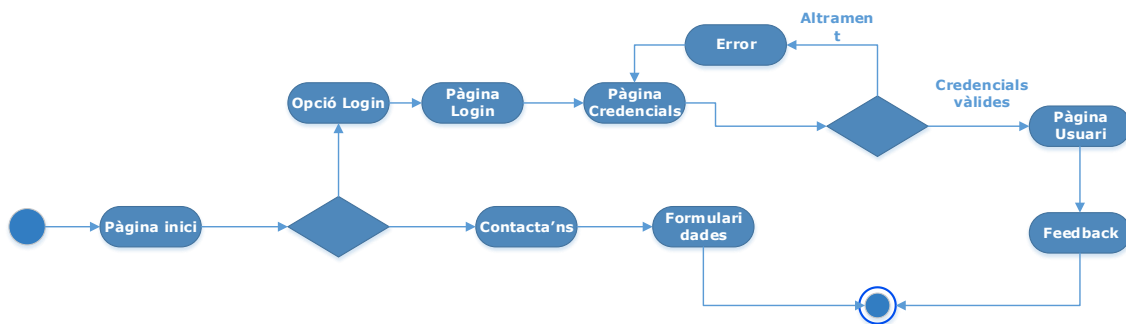 Altramen
t
Error
Opció Login
Pàgina
Login
Pàgina
Credencials
Credencials
vàlides
Pàgina
Usuari
Pàgina inici
Contacta’ns
Formulari
dades
Feedback